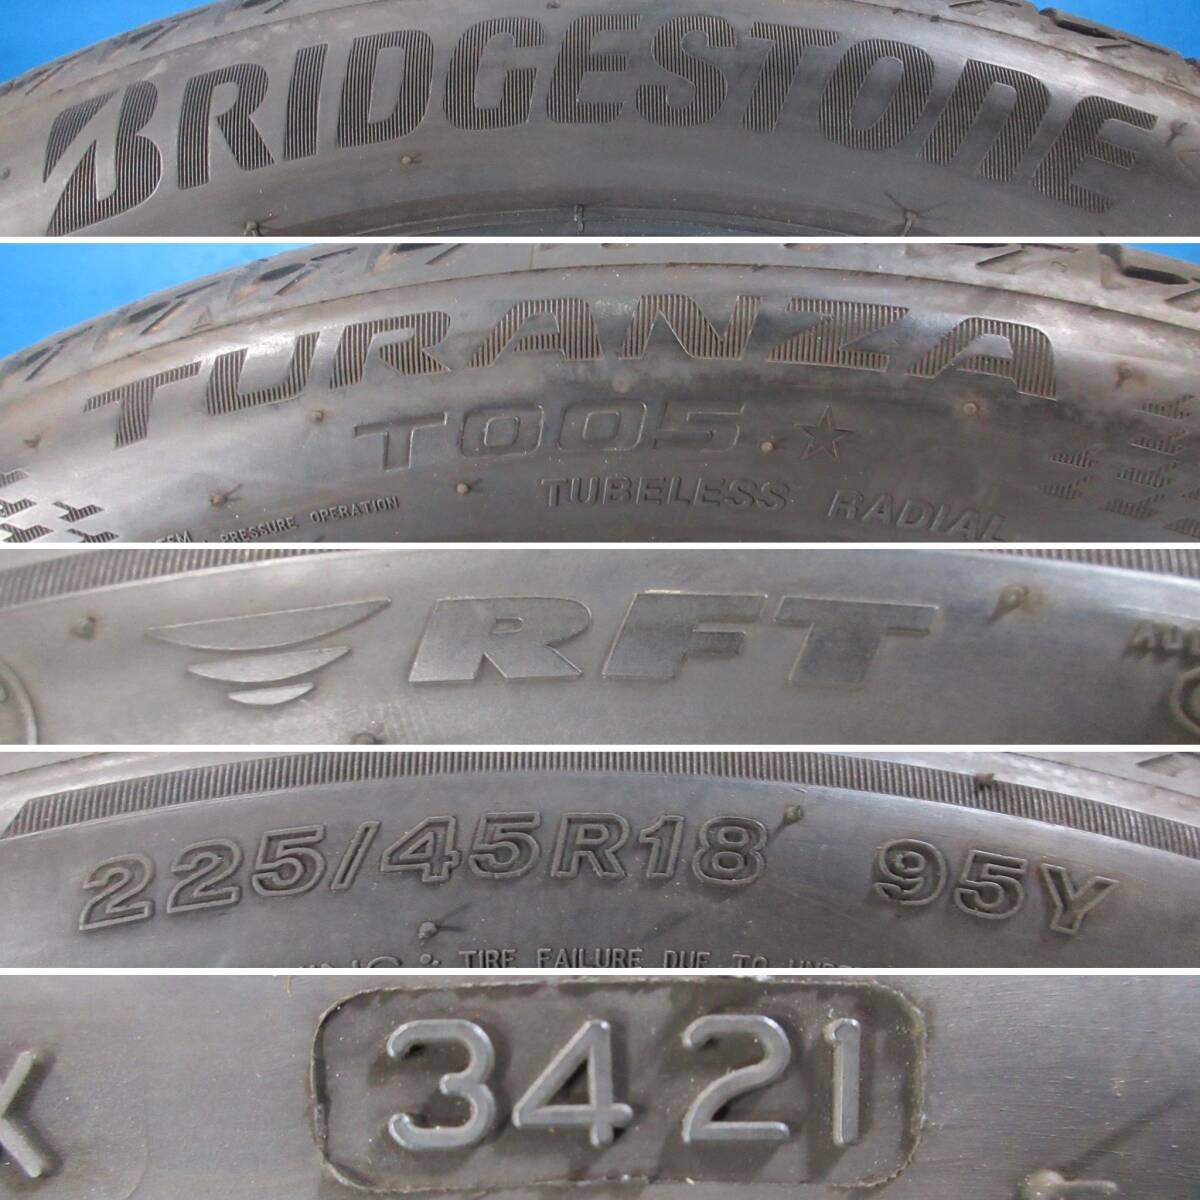 BRIDGESTONE
TURANZA
T005 ☆
TUBELESS RADIAL
PRESSURE OPERATION
RFT
225/45R18 95Y
TIRE FAILURE DUE TO
3421